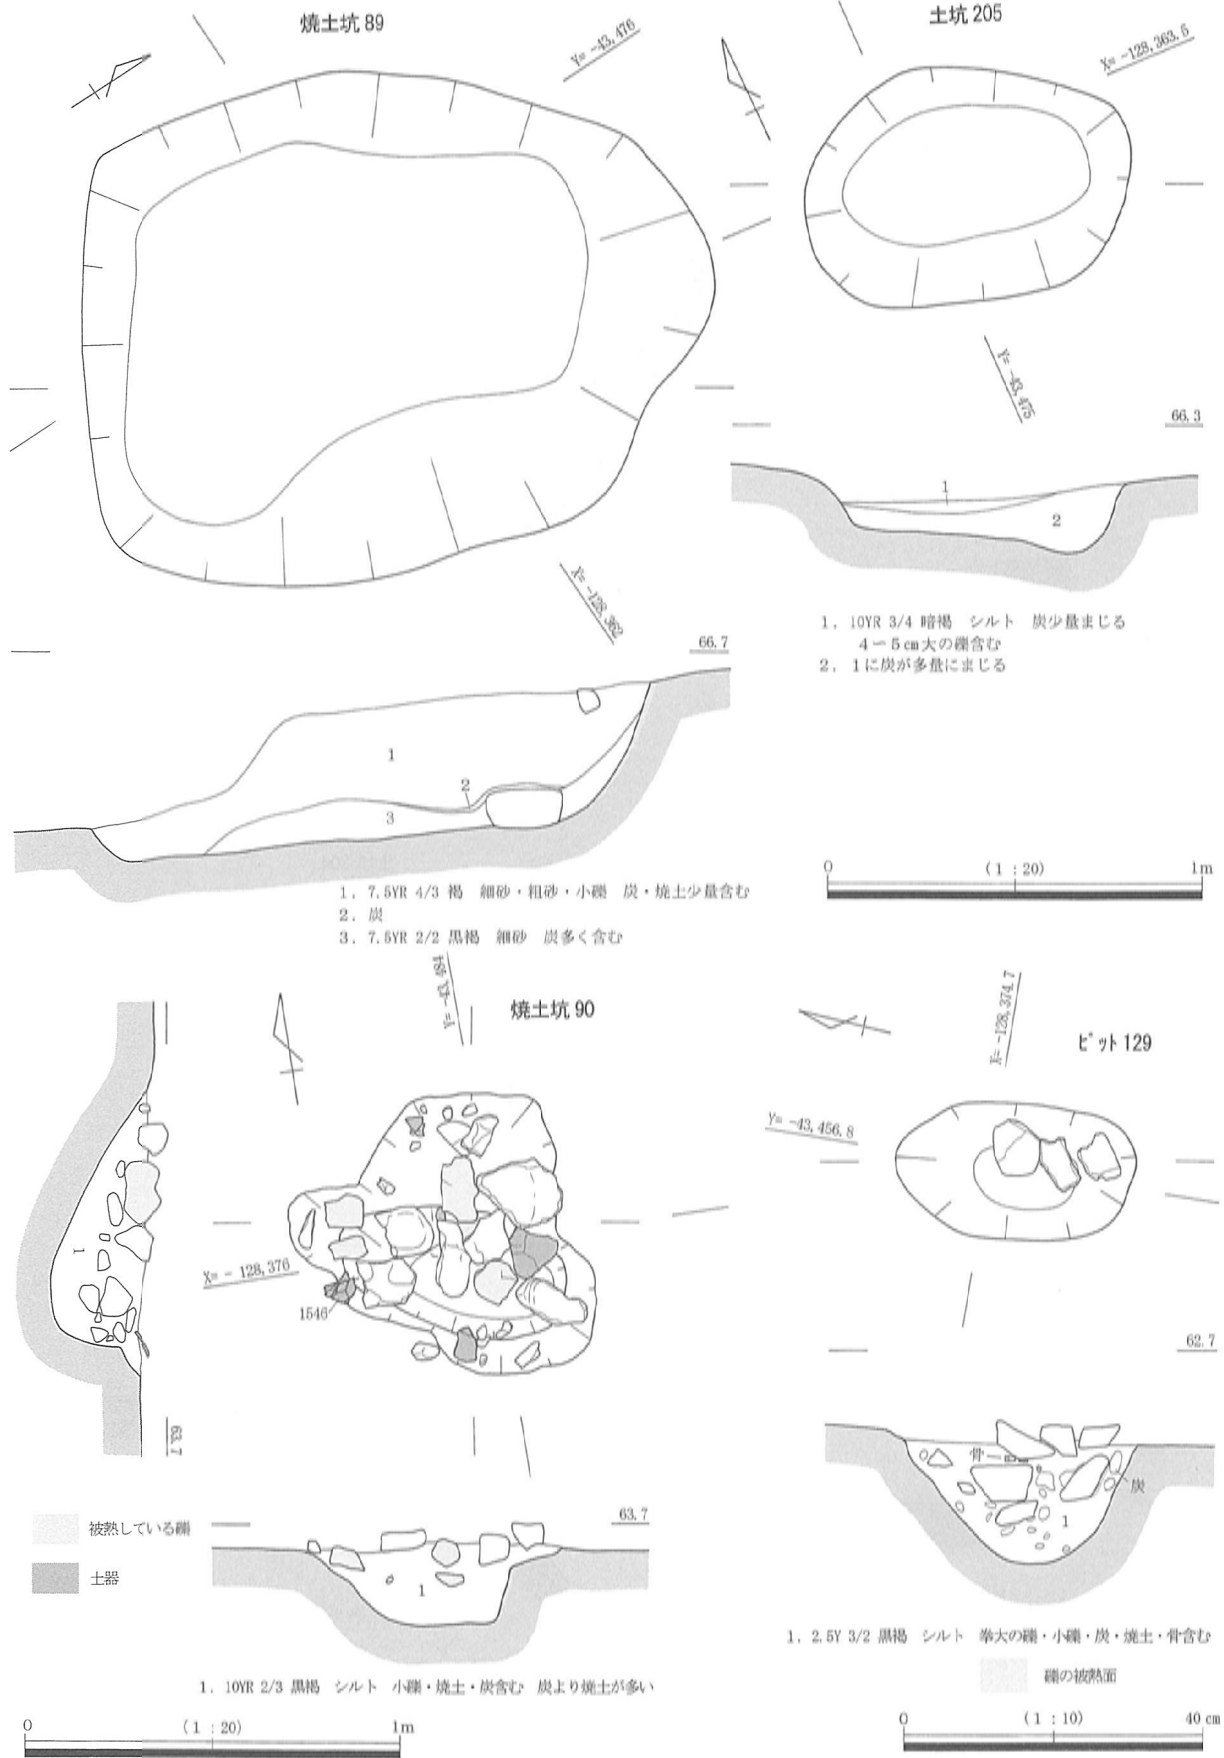 焼土坑 89
Y= -43,476
X= -128,362
66.7
1
2
3
1. 7.5YR 4/3 褐 細砂・粗砂・小礫 炭・焼土少量含む
2. 炭
3. 7.5YR 2/2 黒褐 細砂 炭多く含む
土坑 205
X= -128,363.5
Y= -43,475
66.3
1
2
1. 10YR 3/4 暗褐 シルト 炭少量まじる
4－5㎝大の礫含む
2. 1に炭が多量にまじる
0 (1：20) 1m
焼土坑 90
Y= -43,484
X= - 128,376
1546
1
63.7
63.7
1
被熱している礫
土器
1. 10YR 2/3 黒褐 シルト 小礫・焼土・炭含む 炭より焼土が多い
0 (1：20) 1m
ﾋﾟｯﾄ 129
X= -128,374.7
Y= -43,456.8
62.7
骨
炭
1
1. 2.5Y 3/2 黒褐 シルト 拳大の礫・小礫・炭・焼土・骨含む
礫の被熱面
0 (1：10) 40 cm